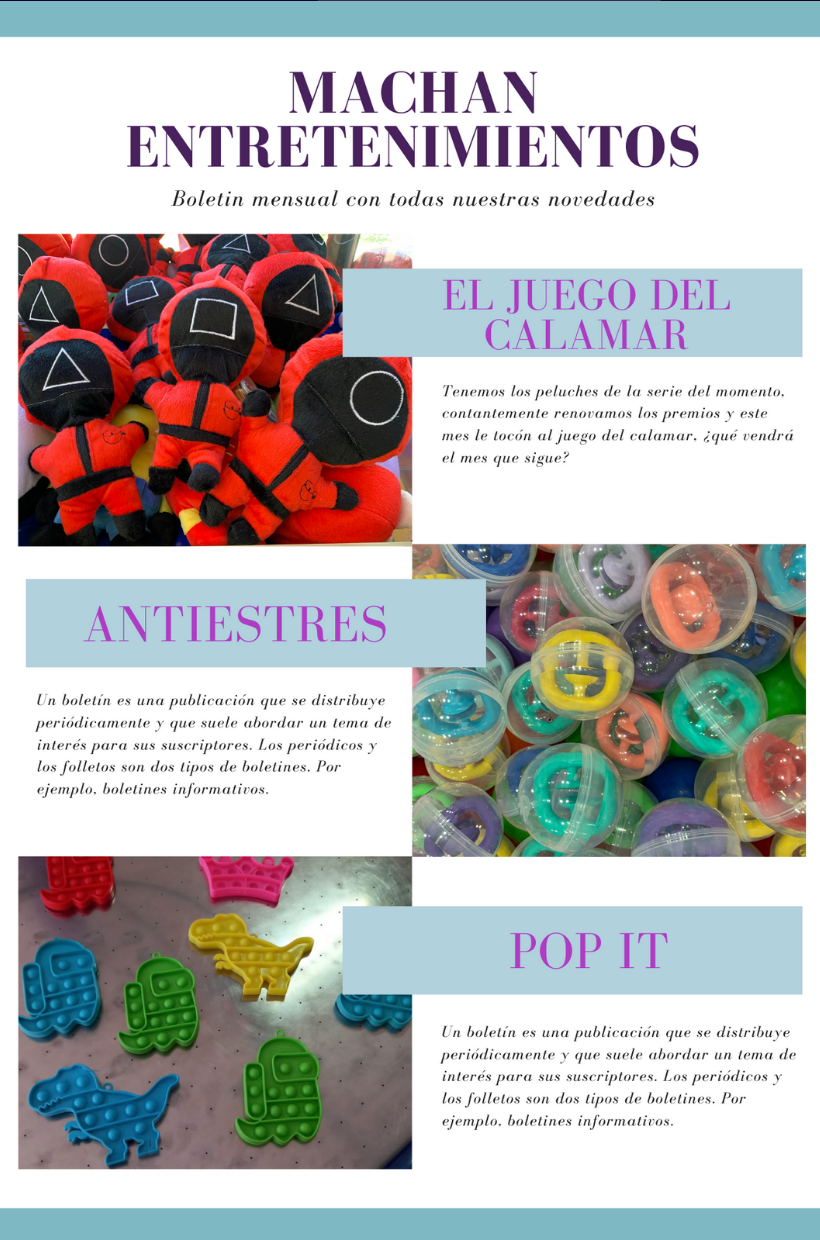 MACHAN
ENTRETENIMIENTOS
Boletin mensual con todas nuestras novedades
EL JUEGO DEL
CALAMAR
Tenemos los peluches de la serie del momento,
contantemente renovamos los premios y este
mes le tocón al juego del calamar, ¿qué vendrá
el mes que sigue?
ANTIESTRES
Un boletín es una publicación que se distribuye
periódicamente y que suele abordar un tema de
interés para sus suscriptores. Los periódicos y
los folletos son dos tipos de boletines. Por
ejemplo, boletines informativos.
POP IT
Un boletín es una publicación que se distribuye
periódicamente y que suele abordar un tema de
interés para sus suscriptores. Los periódicos y
los folletos son dos tipos de boletines. Por
ejemplo, boletines informativos.